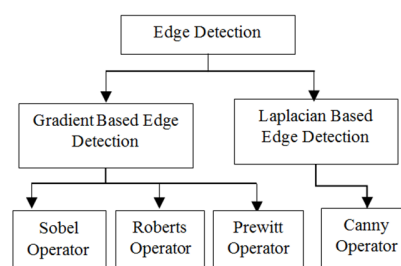 Edge Detection
Gradient Based Edge
Detection
Laplacian Based
Edge Detection
Sobel
Operator
Roberts
Operator
Prewitt
Operator
Canny
Operator